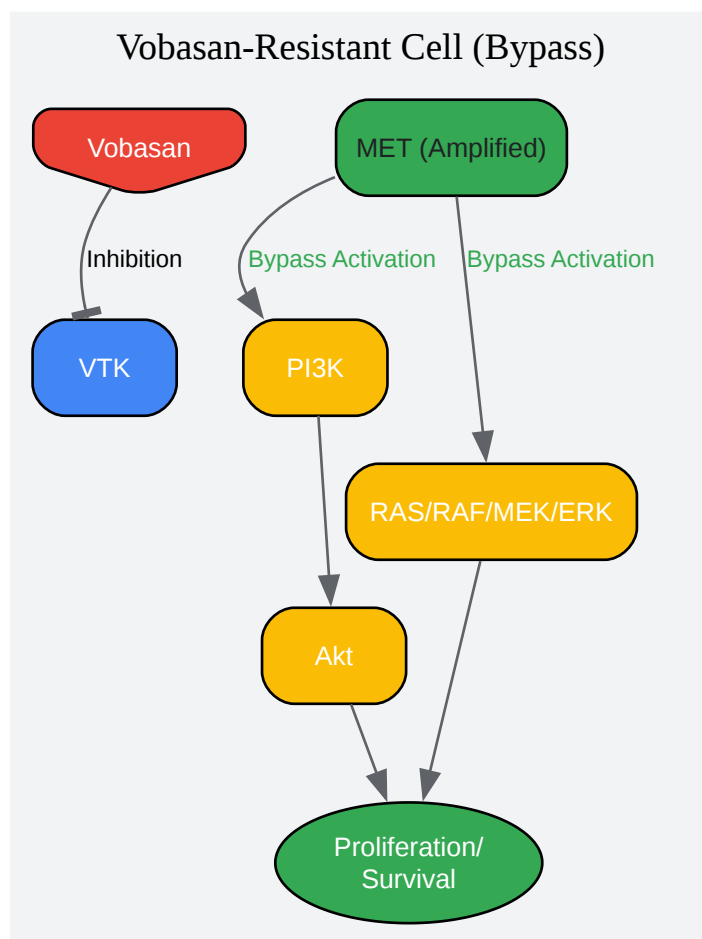 Vobasan-Resistant Cell (Bypass)
Vobasan
MET (Amplified)
Inhibition
Bypass Activation
Bypass Activation
VTK
PI3K
RAS/RAF/MEK/ERK
Akt
Proliferation/
Survival